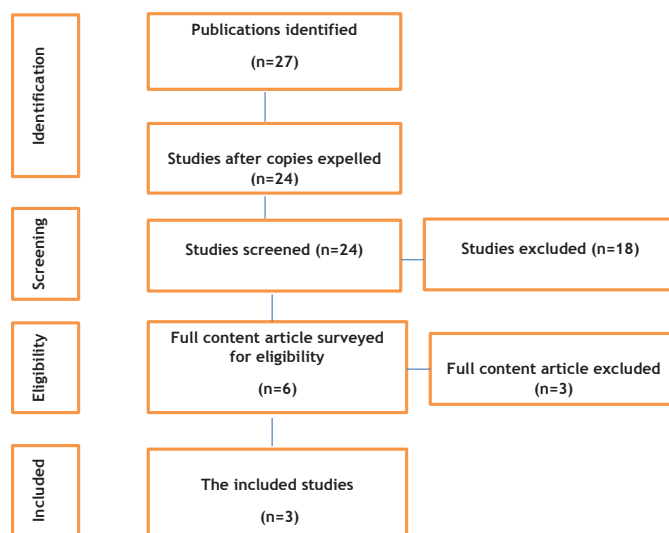 Identification
Publications identified
(n=27)
Studies after copies expelled
(n=24)
Screening
Studies screened (n=24)
Studies excluded (n=18)
Eligibility
Full content article surveyed
for eligibility
(n=6)
Full content article excluded
(n=3)
Included
The included studies
(n=3)